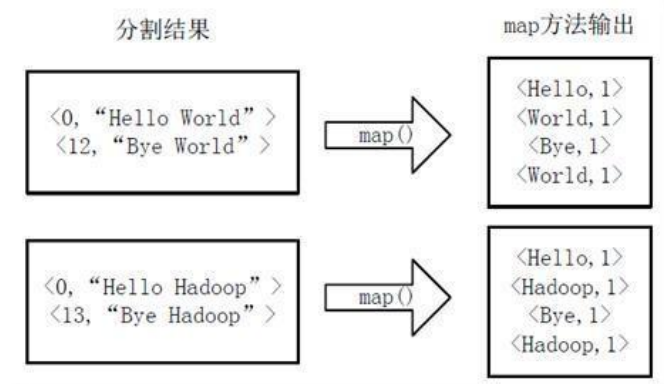 分割结果
map方法输出
<0, “Hello World” >
<12, “Bye World” >
map()
<Hello, 1>
<World, 1>
<Bye, 1>
<World, 1>
<0, “Hello Hadoop” >
<13, “Bye Hadoop” >
map()
<Hello, 1>
<Hadoop, 1>
<Bye, 1>
<Hadoop, 1>